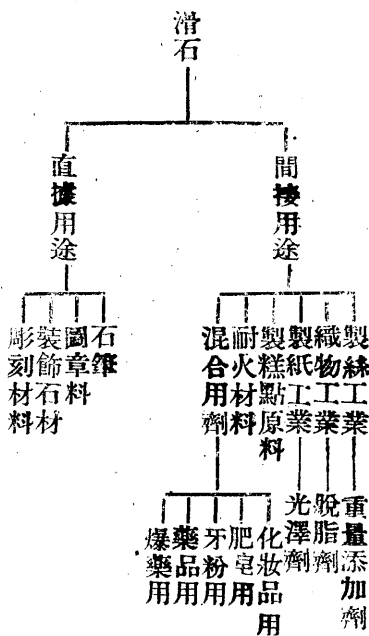 滑石
間接用途
直接用途
製絲工業
織物工業
製紙工業
製糕點原料
耐火材料
混合用劑
石筆
圖章料
裝飾石材
彫刻材料
重量添加劑
脫脂劑
光澤劑
化妝品用
肥皂用
牙粉用
藥品用
爆藥用